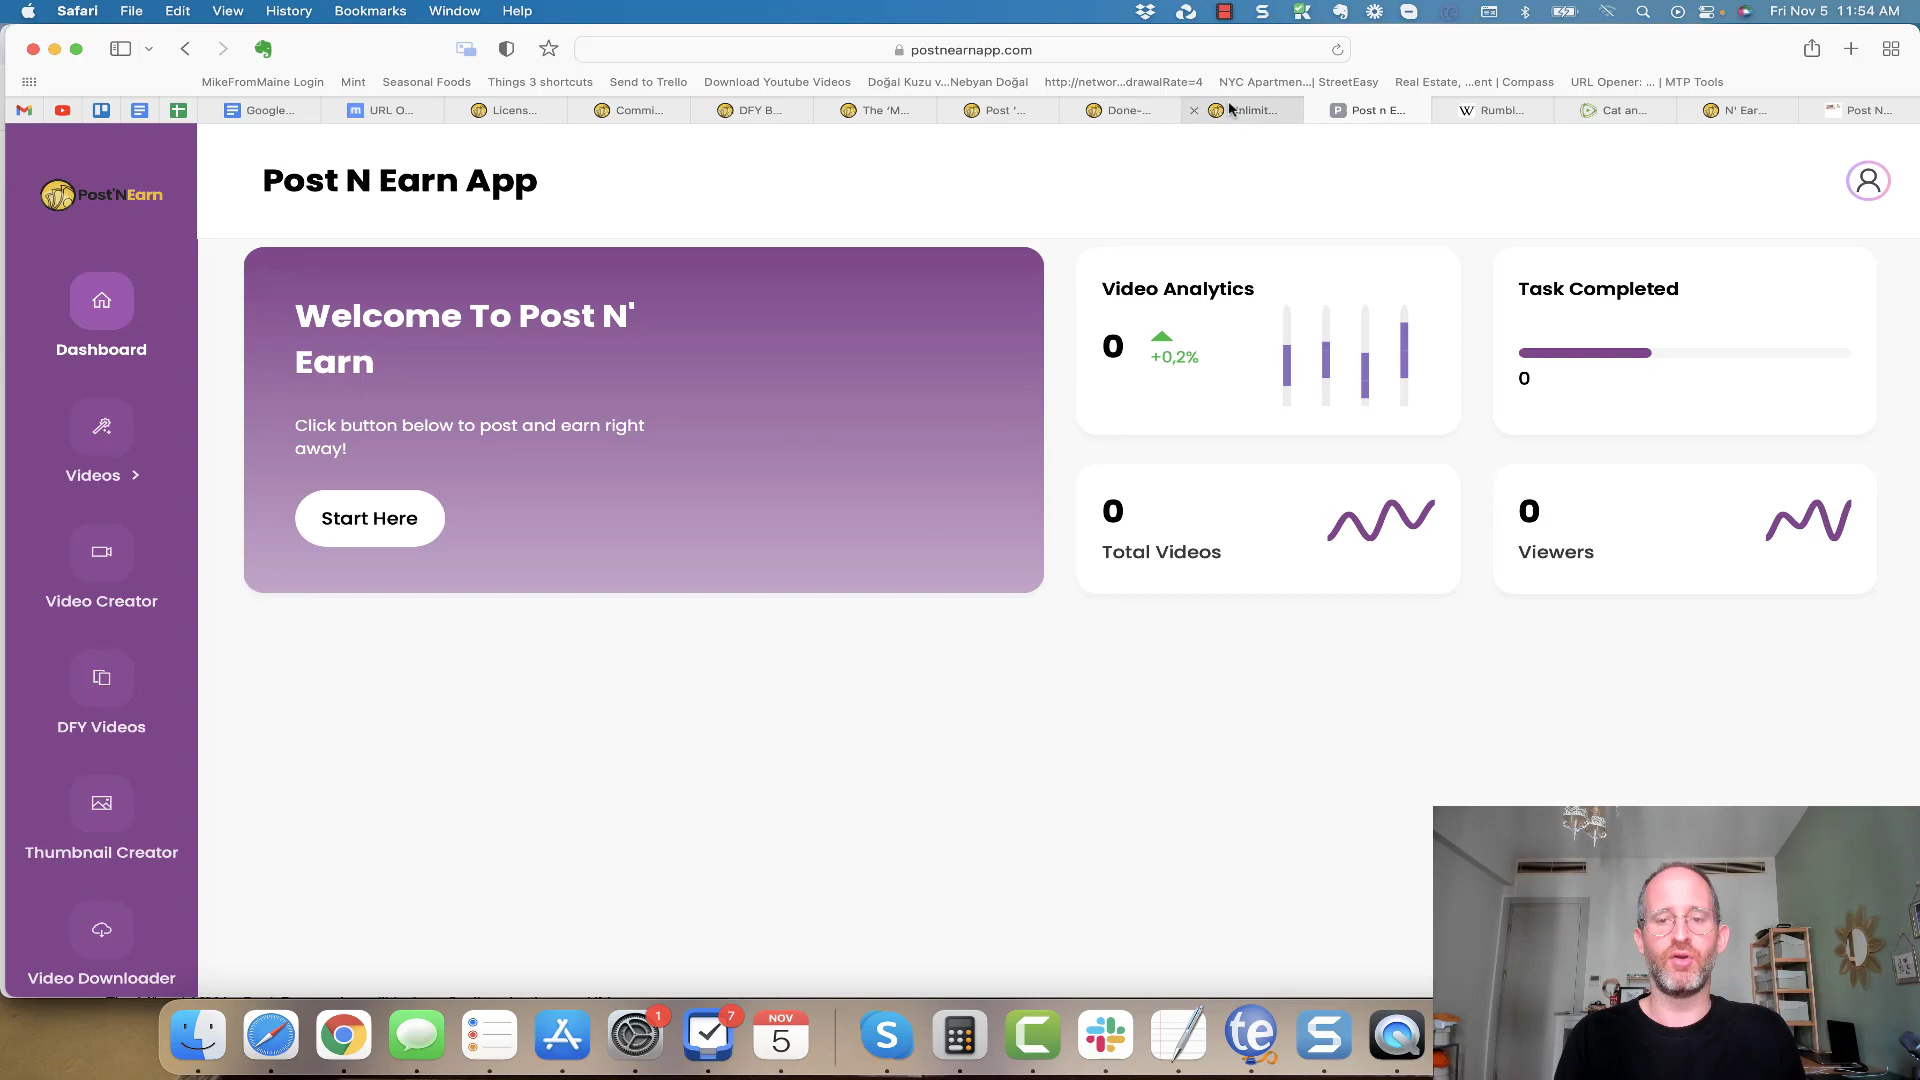 Safari File Edit View History Bookmarks Window Help Fri Nov 5 11:54 AM
postnearnapp.com
MikeFromMaine Login Mint Seasonal Foods Things 3 shortcuts Send to Trello Download Youtube Videos Doğal Kuzu v...Nebyan Doğal http://networ...drawalRate=4 NYC Apartmen...| StreetEasy Real Estate, ...ent | Compass URL Opener: ... | MTP Tools
Google... URL O... Licens... Commi... DFY B... The ‘M... Post '... Done-... Post n E... Rumbl... Cat an... N' Ear... Post N...
Post'NEarn
Post N Earn App
Dashboard
Videos
Video Creator
DFY Videos
Thumbnail Creator
Video Downloader
Welcome To Post N'
Earn
Click button below to post and earn right
away!
Start Here
Video Analytics
0
+0,2%
Task Completed
0
0
Total Videos
0
Viewers
1
7
NOV
5
S
te
S